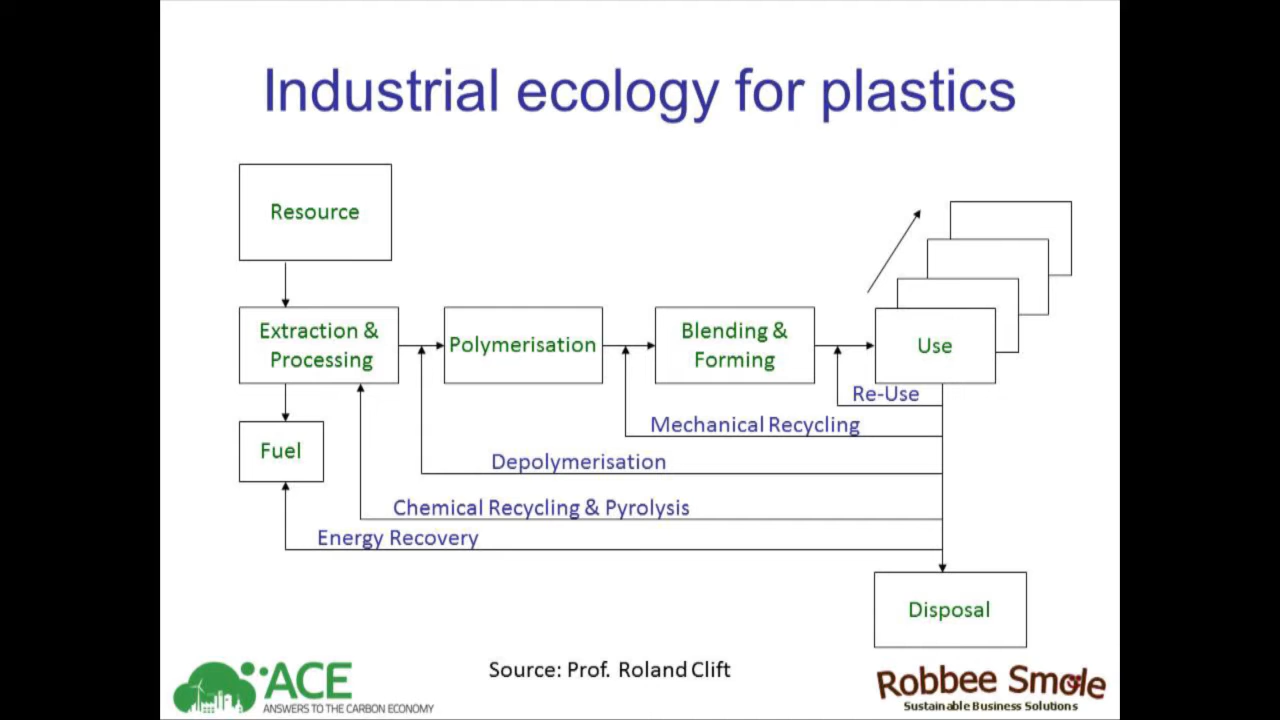 Industrial ecology for plastics
Resource
Extraction &
Processing
Polymerisation
Blending &
Forming
Use
Re-Use
Mechanical Recycling
Fuel
Depolymerisation
Chemical Recycling & Pyrolysis
Energy Recovery
Disposal
Source: Prof. Roland Clift
ACE
ANSWERS TO THE CARBON ECONOMY
Robbee Smole
Sustainable Business Solutions